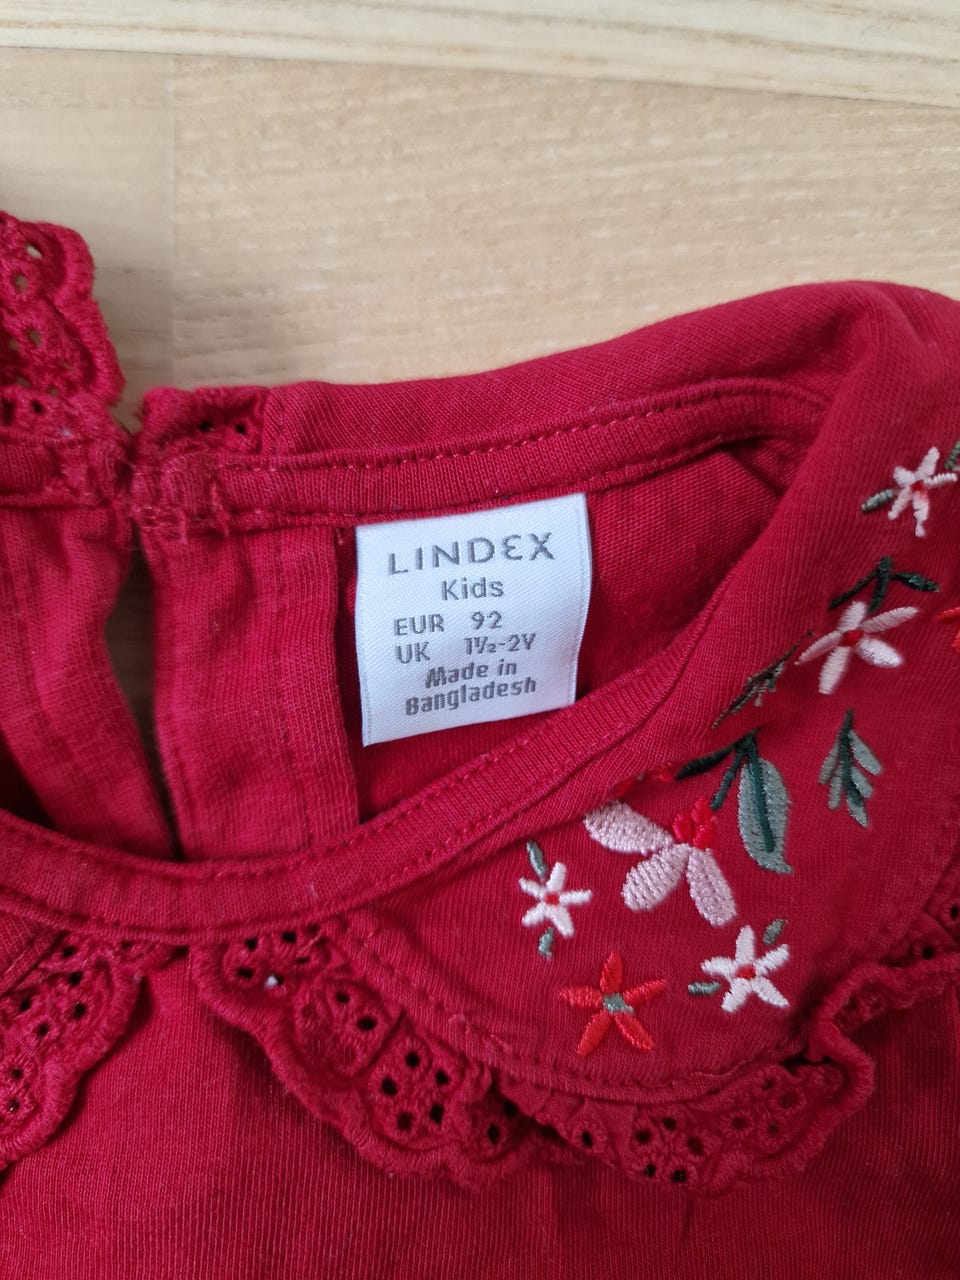 LINDEX
Kids
EUR 92
UK 1½-2Y
Made in
Bangladesh